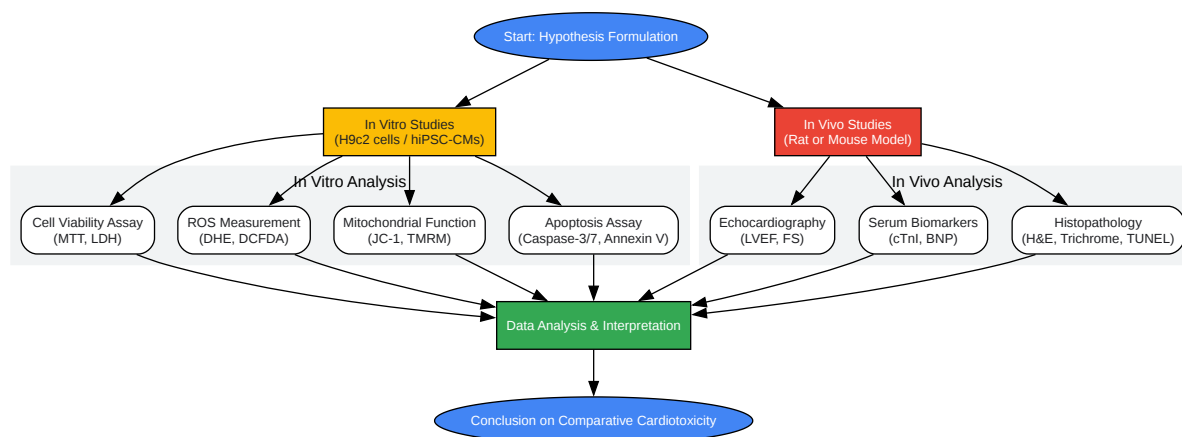 Start: Hypothesis Formulation
In Vitro Studies
(H9c2 cells / hiPSC-CMs)
In Vivo Studies
(Rat or Mouse Model)
In Vitro Analysis
In Vivo Analysis
Cell Viability Assay
(MTT, LDH)
ROS Measurement
(DHE, DCFDA)
Mitochondrial Function
(JC-1, TMRM)
Apoptosis Assay
(Caspase-3/7, Annexin V)
Echocardiography
(LVEF, FS)
Serum Biomarkers
(cTnI, BNP)
Histopathology
(H&E, Trichrome, TUNEL)
Data Analysis & Interpretation
Conclusion on Comparative Cardiotoxicity